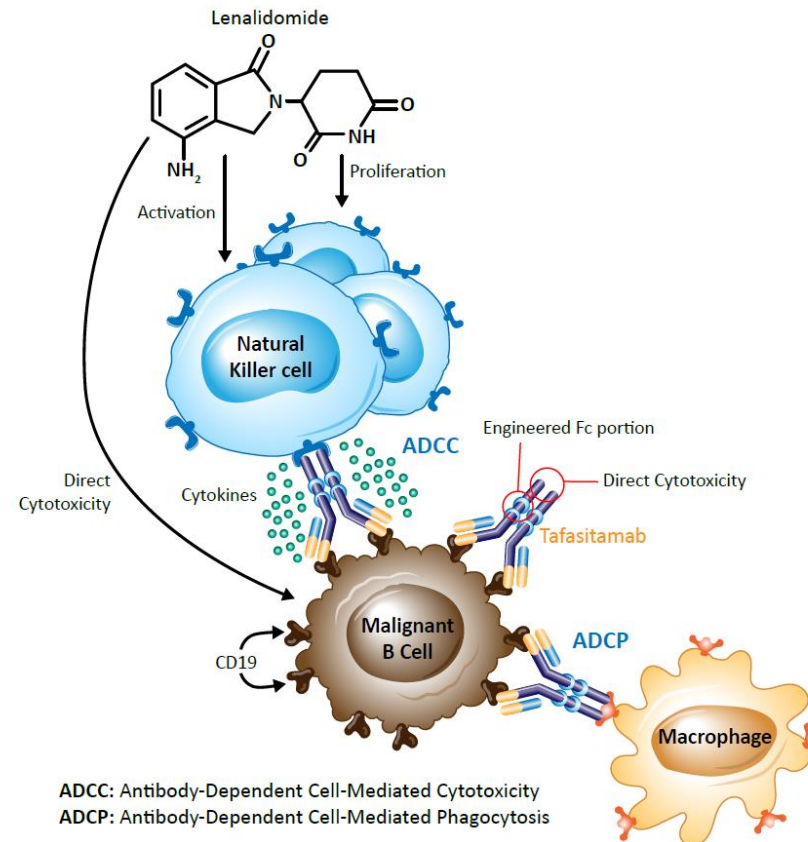 Lenalidomide
O
N
O
NH
O
NH₂
Proliferation
Activation
Natural
Killer cell
ADCC
Engineered Fc portion
Direct
Cytotoxicity
Cytokines
Direct Cytotoxicity
Tafasitamab
Malignant
B Cell
ADCP
CD19
Macrophage
ADCC: Antibody-Dependent Cell-Mediated Cytotoxicity
ADCP: Antibody-Dependent Cell-Mediated Phagocytosis